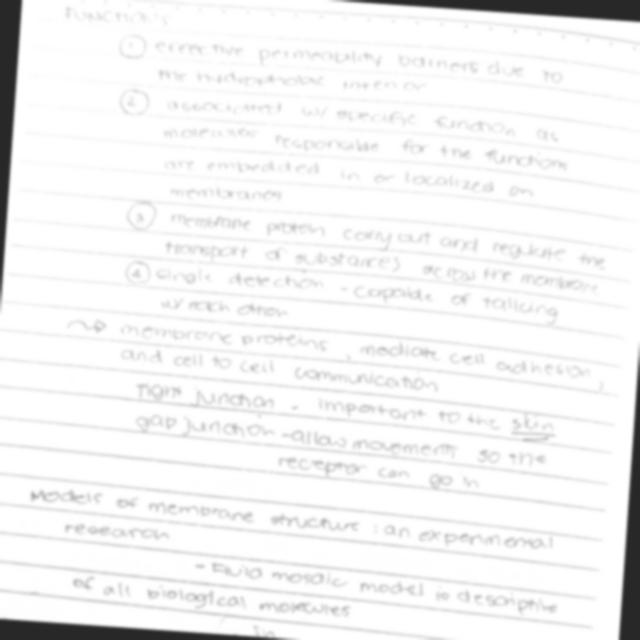 Functions
① effective permeability barriers due to
the hydrophobic interior
② associated w/ specific function as
molecules responsible for the functions
are embedded in or localized on
membranes
③ membrane protein carry out and regulate the
transport of substances across the membrane
④ single detection - capable of talking
w/ each other
membrane proteins, mediate cell adhesion,
and cell to cell communication
Tight junction - important to the skin
gap junction - allow movements so the
receptor can go in
Models of membrane structure : an experimental
research
- Fluid mosaic model is descriptive
of all biological molecules